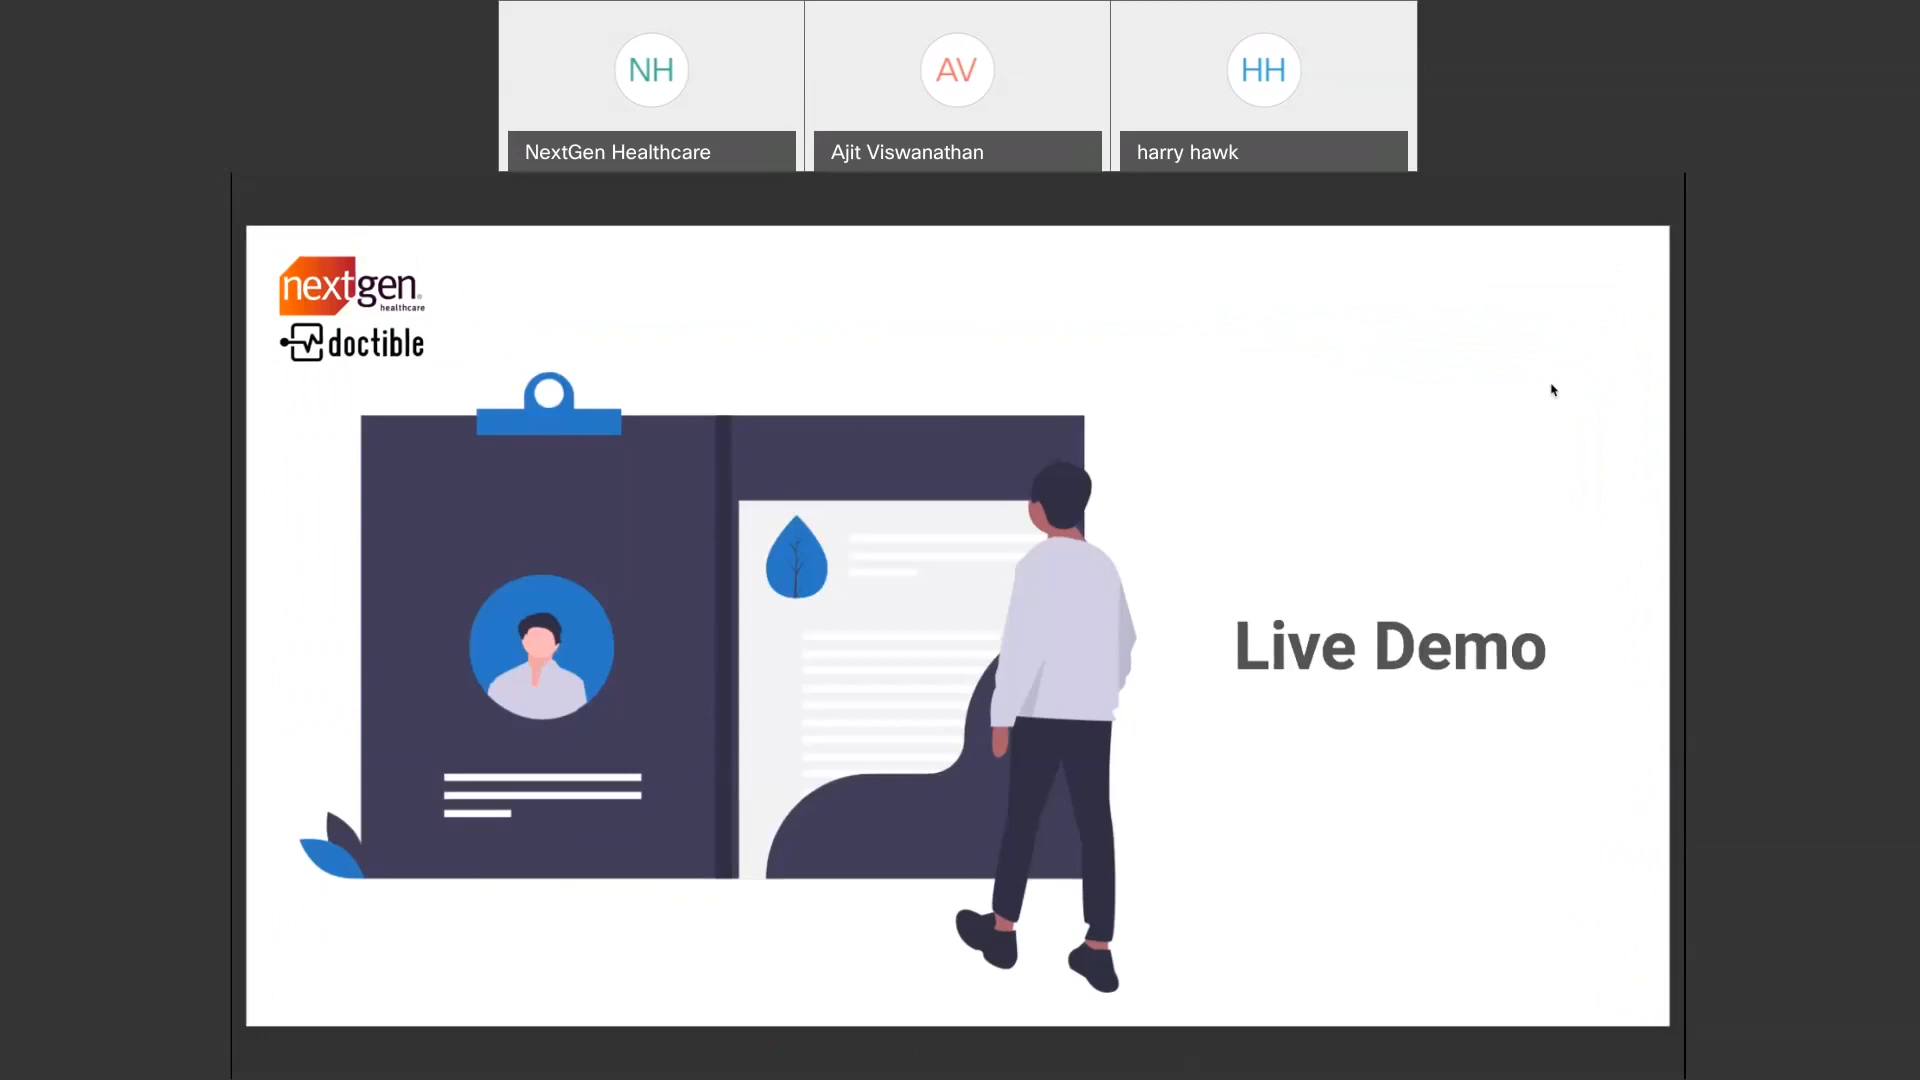 NH
AV
HH
NextGen Healthcare
Ajit Viswanathan
harry hawk
nextgen
healthcare
doctible
Live Demo